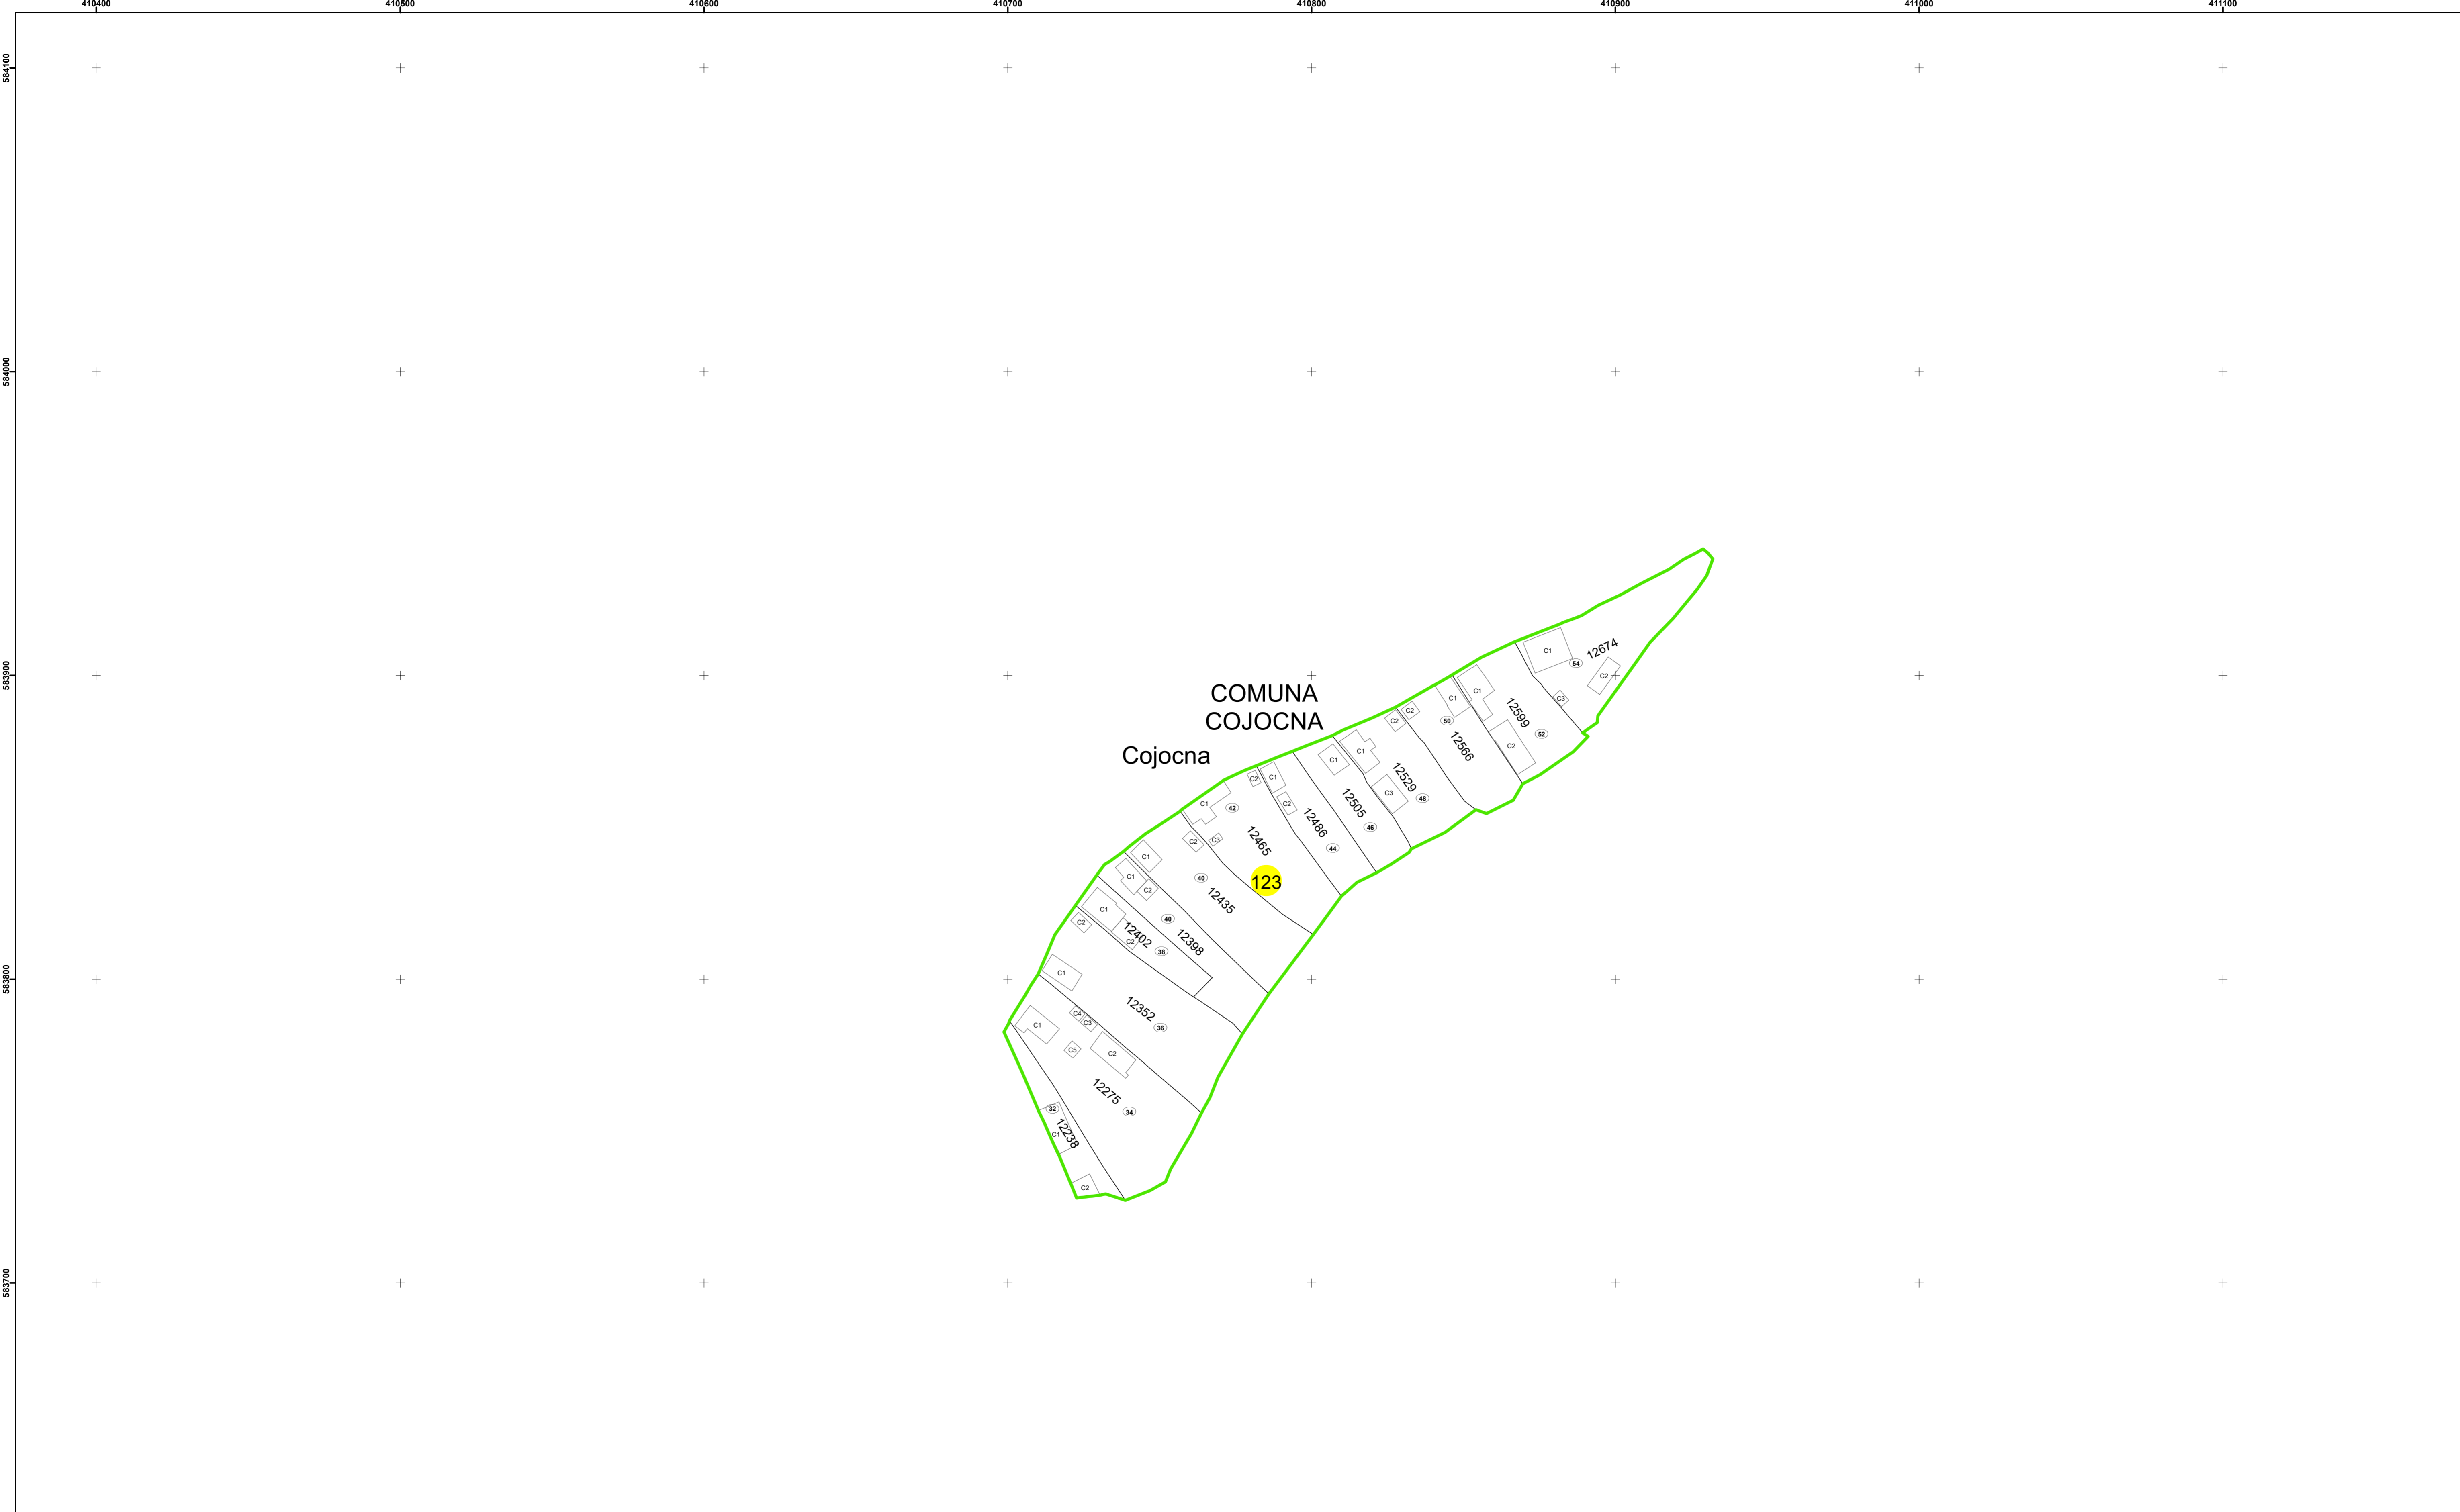 410400 410500 410600 410700 410800 410900 411000 411100
584100
584000
583900
583800
583700
COMUNA
COJOCNA
Cojocna
123
12674
54
C1
C2
C3
12599
52
C1
C2
12566
50
C1
C2
12529
48
C1
C2
C3
12505
46
C1
12486
44
C1
C2
12465
42
C1
C2
C3
12435
40
C1
C2
12398
40
C1
C2
12402
38
C1
C2
12352
36
C1
C2
12275
34
C1
C2
C3
C4
C5
12238
32
C1
C2